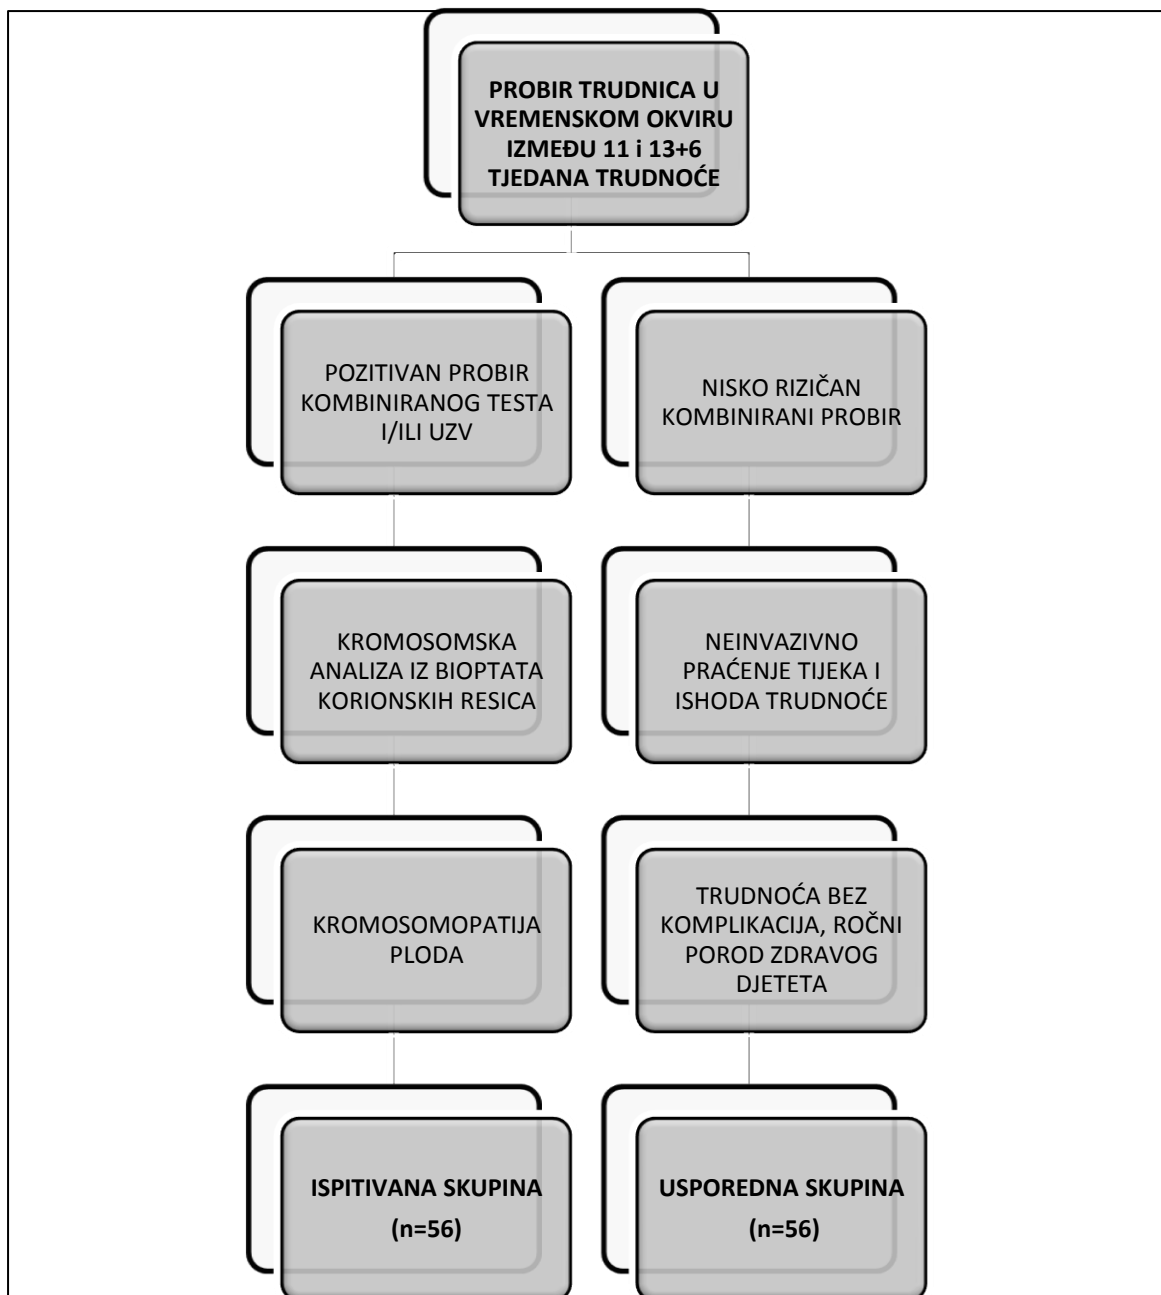 PROBIR TRUDNICA U
VREMENSKOM OKVIRU
IZMEĐU 11 i 13+6
TJEDANA TRUDNOĆE
POZITIVAN PROBIR
KOMBINIRANOG TESTA
I/ILI UZV
NISKO RIZIČAN
KOMBINIRANI PROBIR
KROMOSOMSKA
ANALIZA IZ BIOPTATA
KORIONSKIH RESICA
NEINVAZIVNO
PRAĆENJE TIJEKA I
ISHODA TRUDNOĆE
KROMOSOMOPATIJA
PLODA
TRUDNOĆA BEZ
KOMPLIKACIJA, ROČNI
POROD ZDRAVOG
DJETETA
ISPITIVANA SKUPINA
(n=56)
USPOREDNA SKUPINA
(n=56)